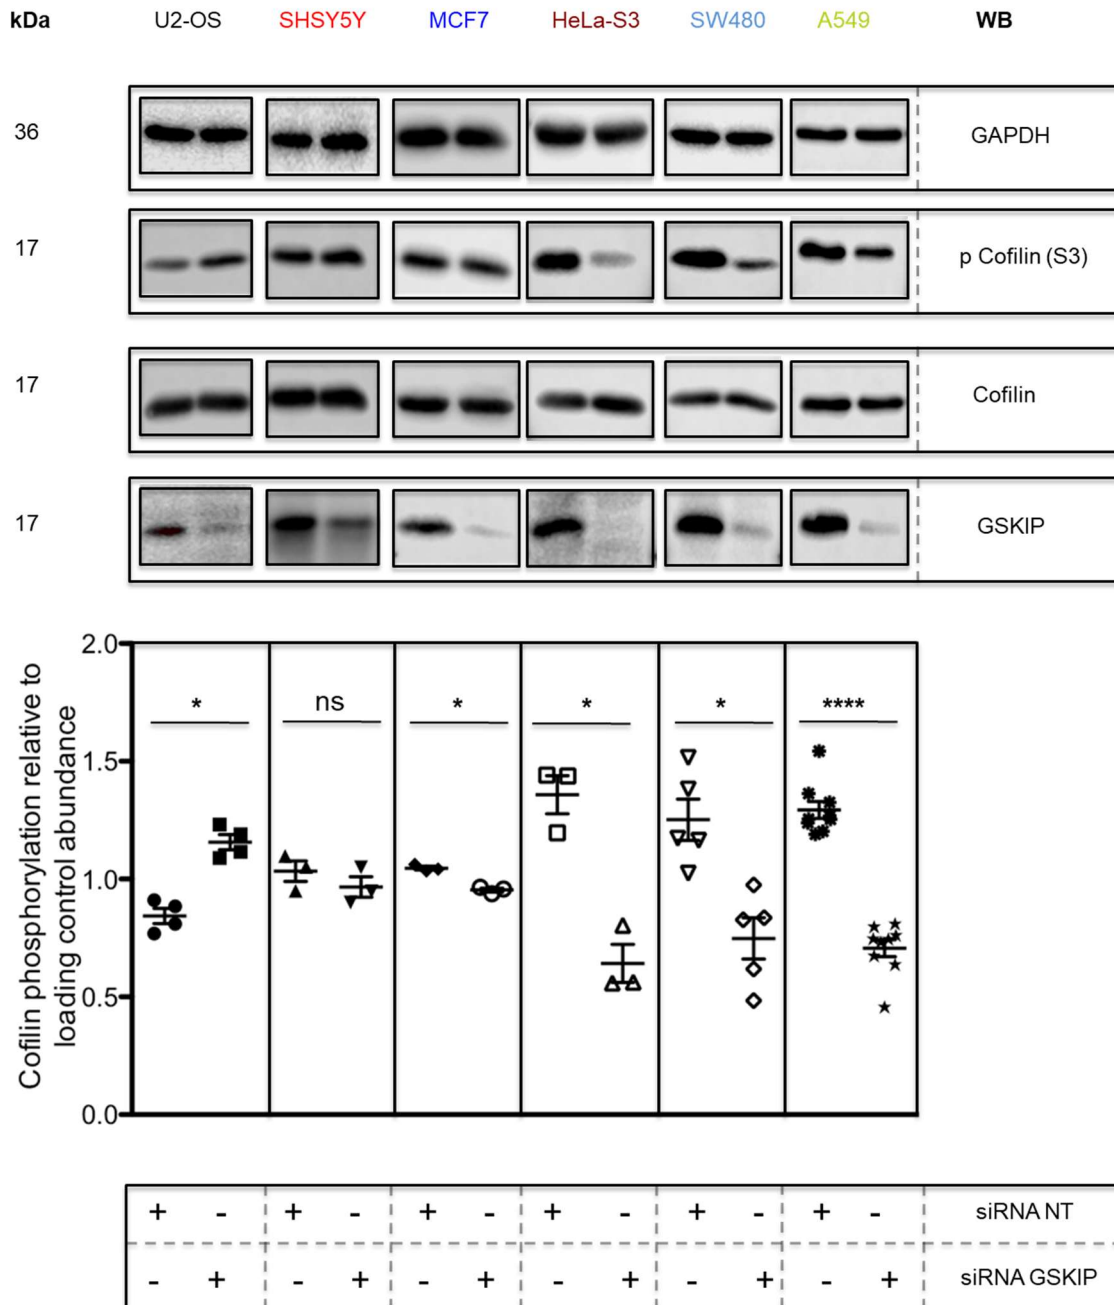 kDa U2-OS SHSY5Y MCF7 HeLa-S3 SW480 A549 WB
36 GAPDH
17 p Cofilin (S3)
17 Cofilin
17 GSKIP
Cofilin phosphorylation relative to
loading control abundance
2.0
1.5
1.0
0.5
0.0
* ns * * * ****
+ - + - + - + - + - + - siRNA NT
- + - + - + - + - + - + siRNA GSKIP